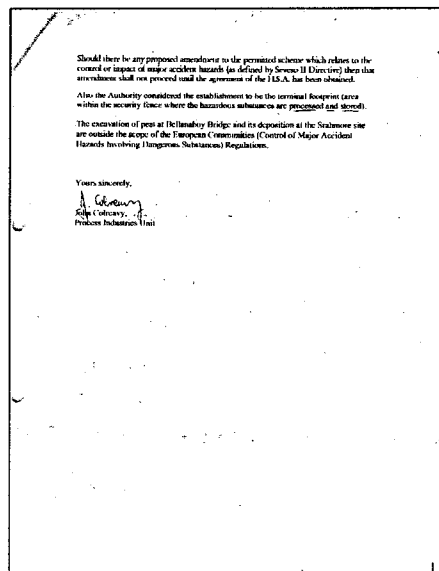 Should there be any proposed amendment to the permitted scheme which relates to the
control or impact of major accident hazards (as defined by Seveso II Directive) then that
amendment shall not proceed until the agreement of the H.S.A. has been obtained.
Also the Authority considered the establishment to be the terminal footprint (area
within the security fence where the hazardous substances are processed and stored).
The excavation of peat at Bellanaboy Bridge and its deposition at the Srahmore site
are outside the scope of the European Communities (Control of Major Accident
Hazards Involving Dangerous Substances) Regulations.
Yours sincerely,
J. Colreavy
John Colreavy,
Process Industries Unit